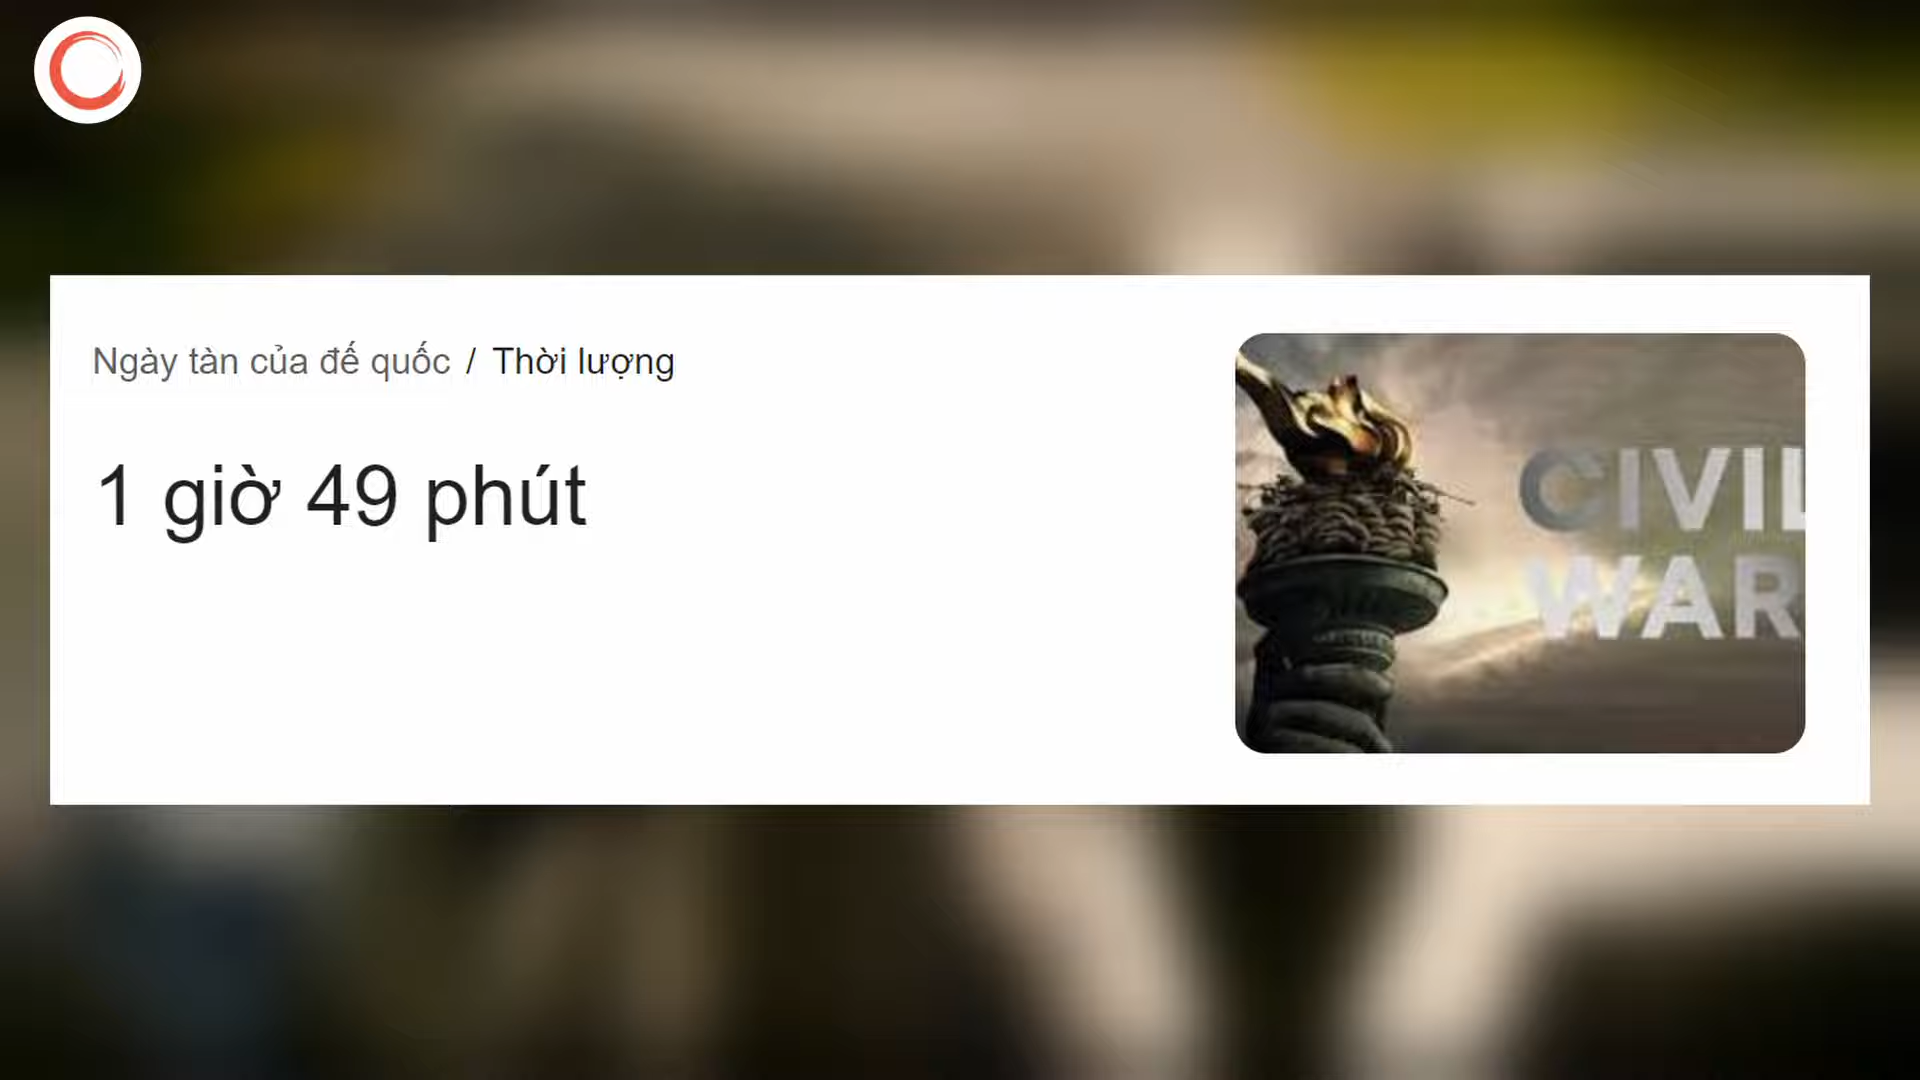 Ngày tàn của đế quốc / Thời lượng
1 giờ 49 phút
CIVIL
WAR